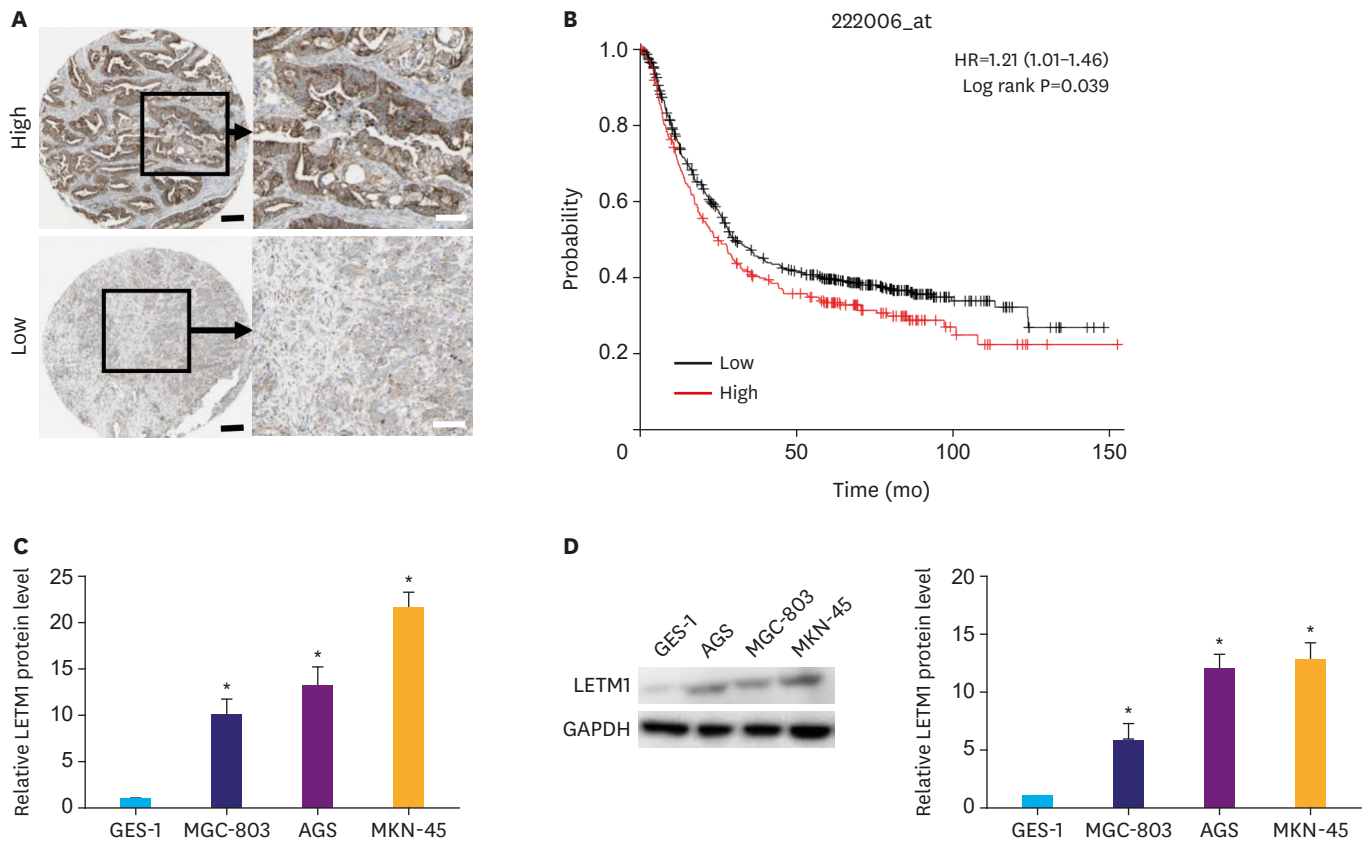 A
High
Low
B
222006_at
HR=1.21 (1.01–1.46)
Log rank P=0.039
Probability
1.0
0.8
0.6
0.4
0.2
Low
High
0
50
100
150
Time (mo)
C
Relative LETM1 protein level
25
20
15
10
5
0
*
*
*
GES-1
MGC-803
AGS
MKN-45
D
GES-1
AGS
MGC-803
MKN-45
LETM1
GAPDH
Relative LETM1 protein level
20
15
10
5
0
*
*
*
GES-1
MGC-803
AGS
MKN-45